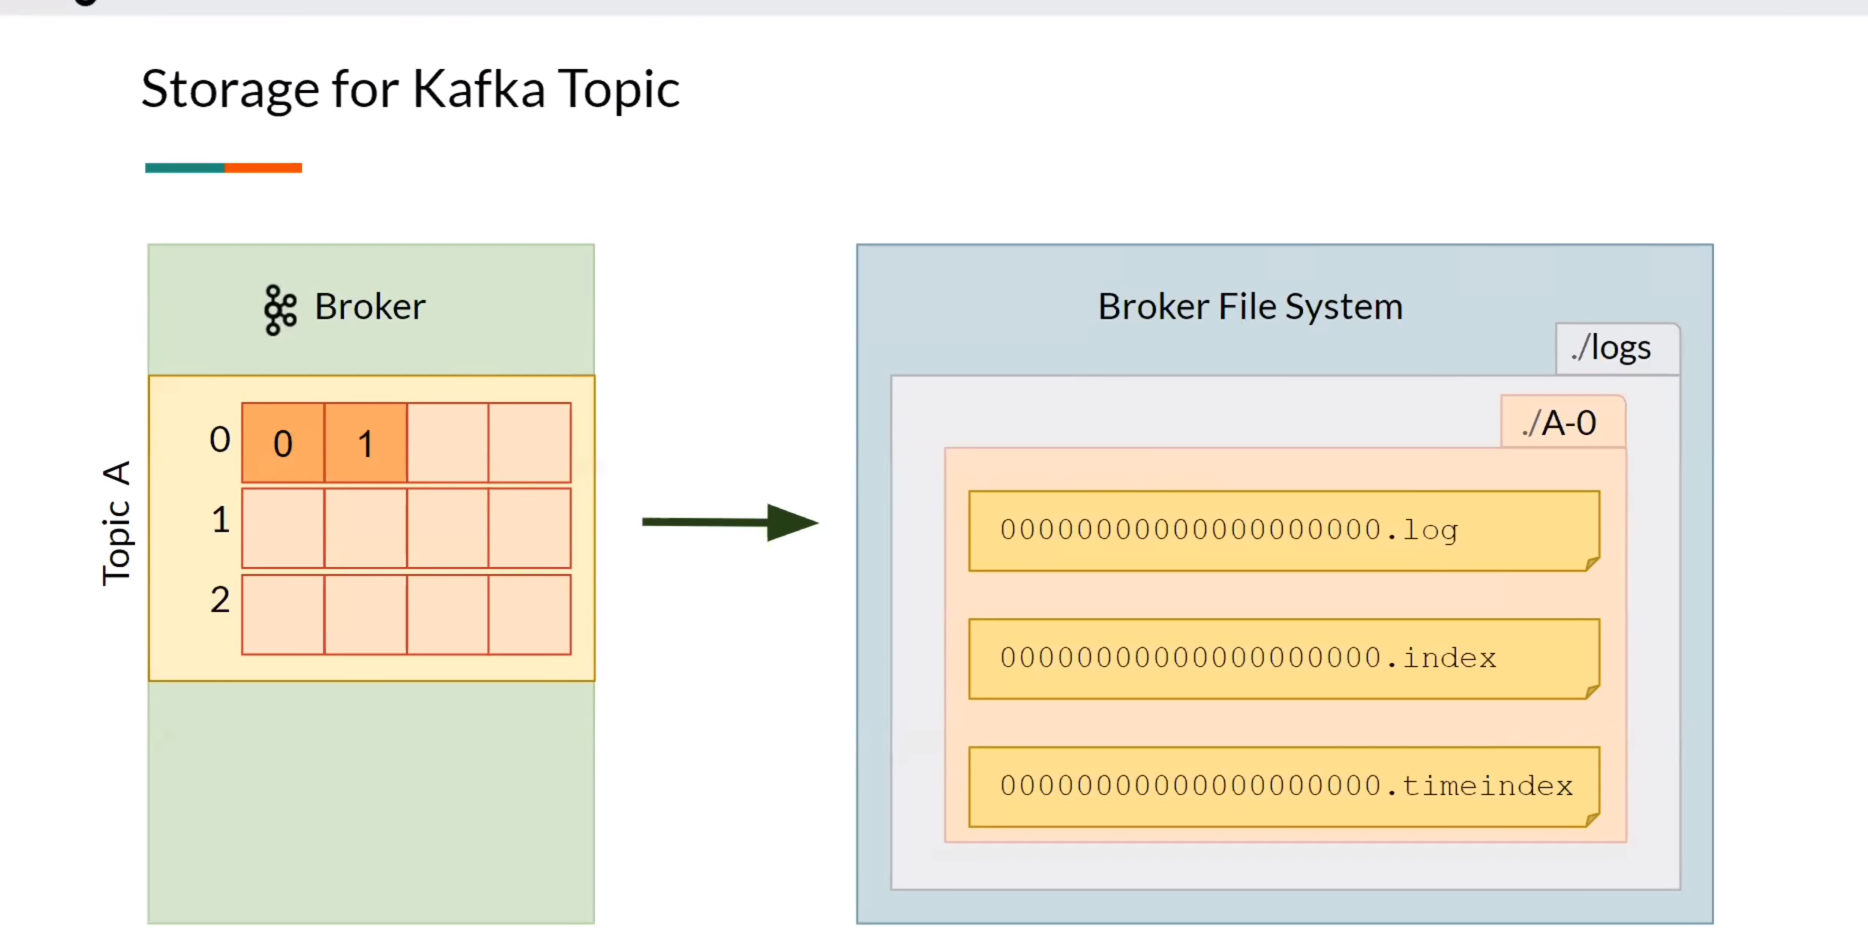 Storage for Kafka Topic
Broker
Topic A
0
0 1
1
2
Broker File System
./logs
./A-0
00000000000000000000.log
00000000000000000000.index
00000000000000000000.timeindex